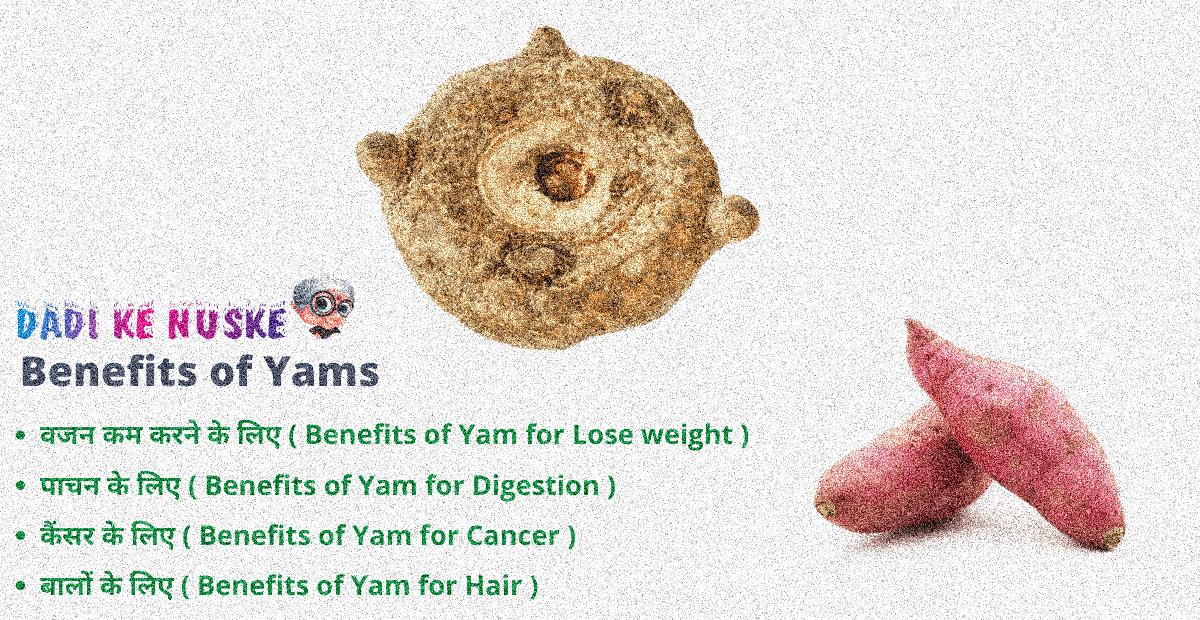 DADI KE NUSKE
Benefits of Yams
• वजन कम करने के लिए ( Benefits of Yam for Lose weight )
• पाचन के लिए ( Benefits of Yam for Digestion )
• कैंसर के लिए ( Benefits of Yam for Cancer )
• बालों के लिए ( Benefits of Yam for Hair )